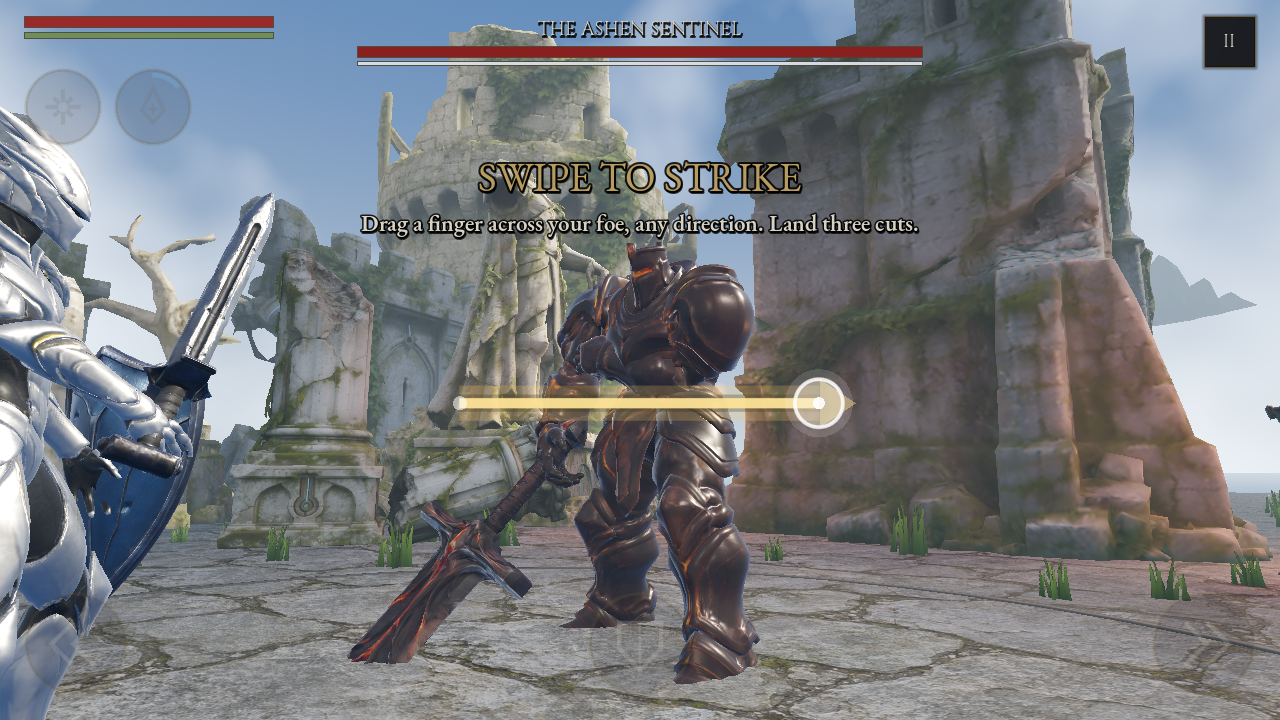 THE ASHEN SENTINEL
SWIPE TO STRIKE
Drag a finger across your foe, any direction. Land three cuts.